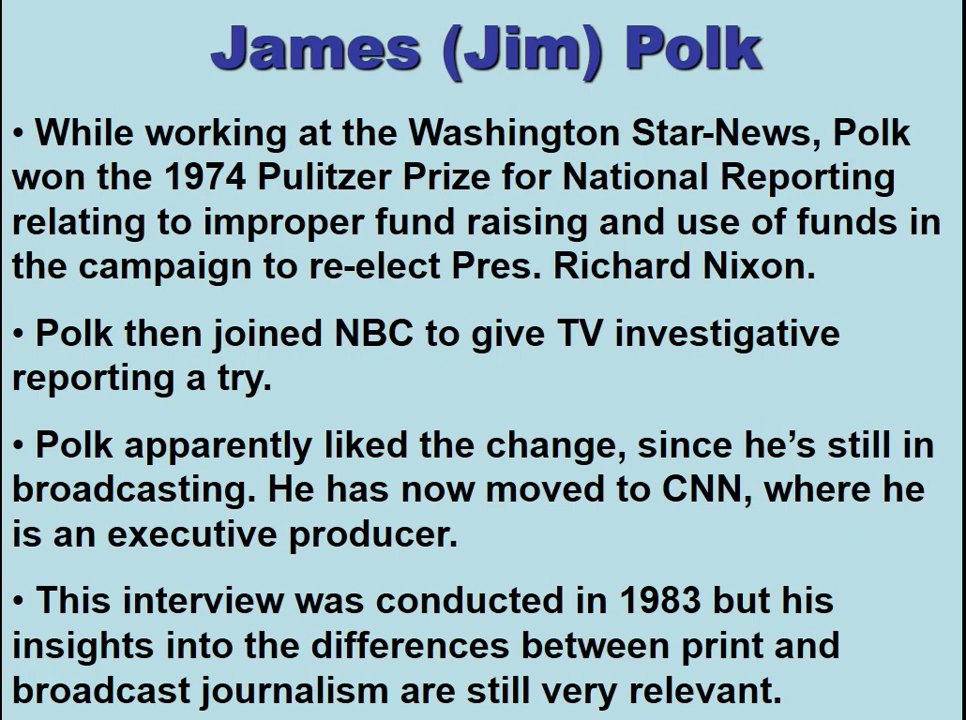 James (Jim) Polk
• While working at the Washington Star-News, Polk
won the 1974 Pulitzer Prize for National Reporting
relating to improper fund raising and use of funds in
the campaign to re-elect Pres. Richard Nixon.
• Polk then joined NBC to give TV investigative
reporting a try.
• Polk apparently liked the change, since he’s still in
broadcasting. He has now moved to CNN, where he
is an executive producer.
• This interview was conducted in 1983 but his
insights into the differences between print and
broadcast journalism are still very relevant.